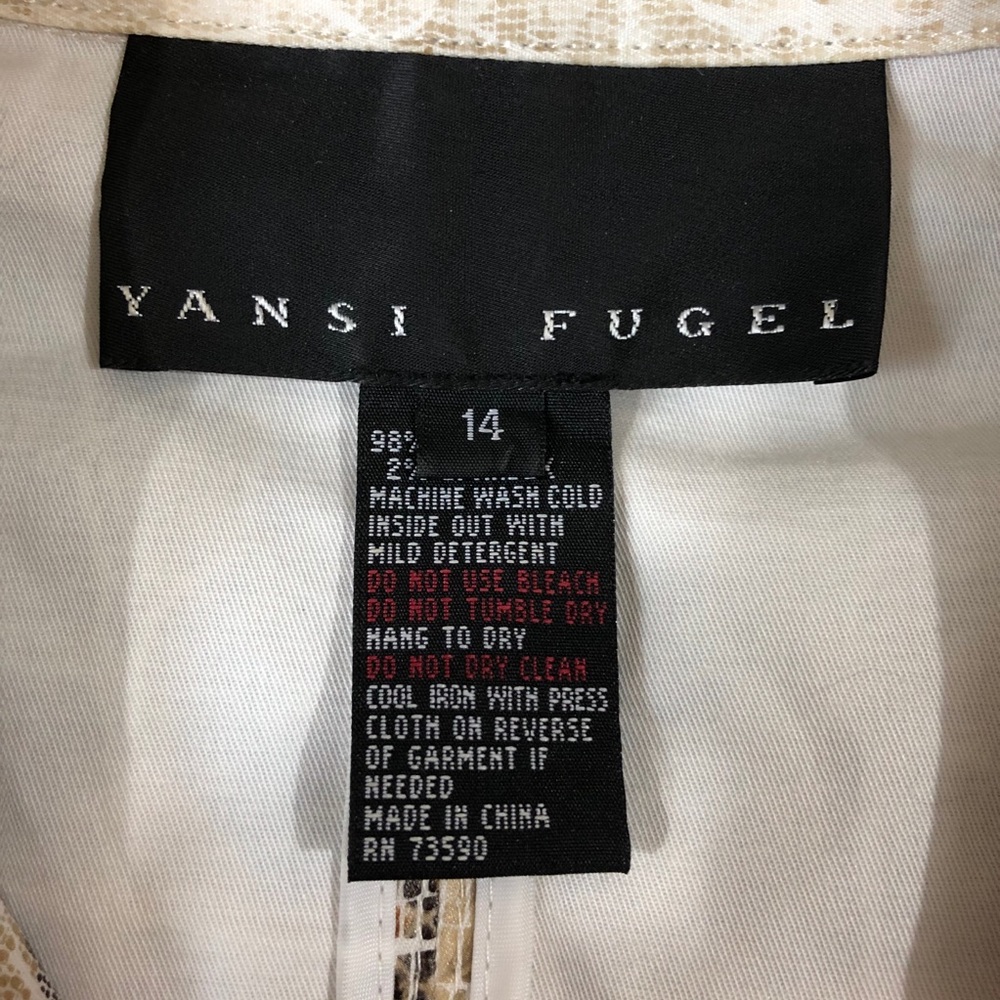 YANSI FUGEL
14
98%
2%
MACHINE WASH COLD
INSIDE OUT WITH
MILD DETERGENT
DO NOT USE BLEACH
DO NOT TUMBLE DRY
HANG TO DRY
DO NOT DRY CLEAN
COOL IRON WITH PRESS
CLOTH ON REVERSE
OF GARMENT IF
NEEDED
MADE IN CHINA
RN 73590